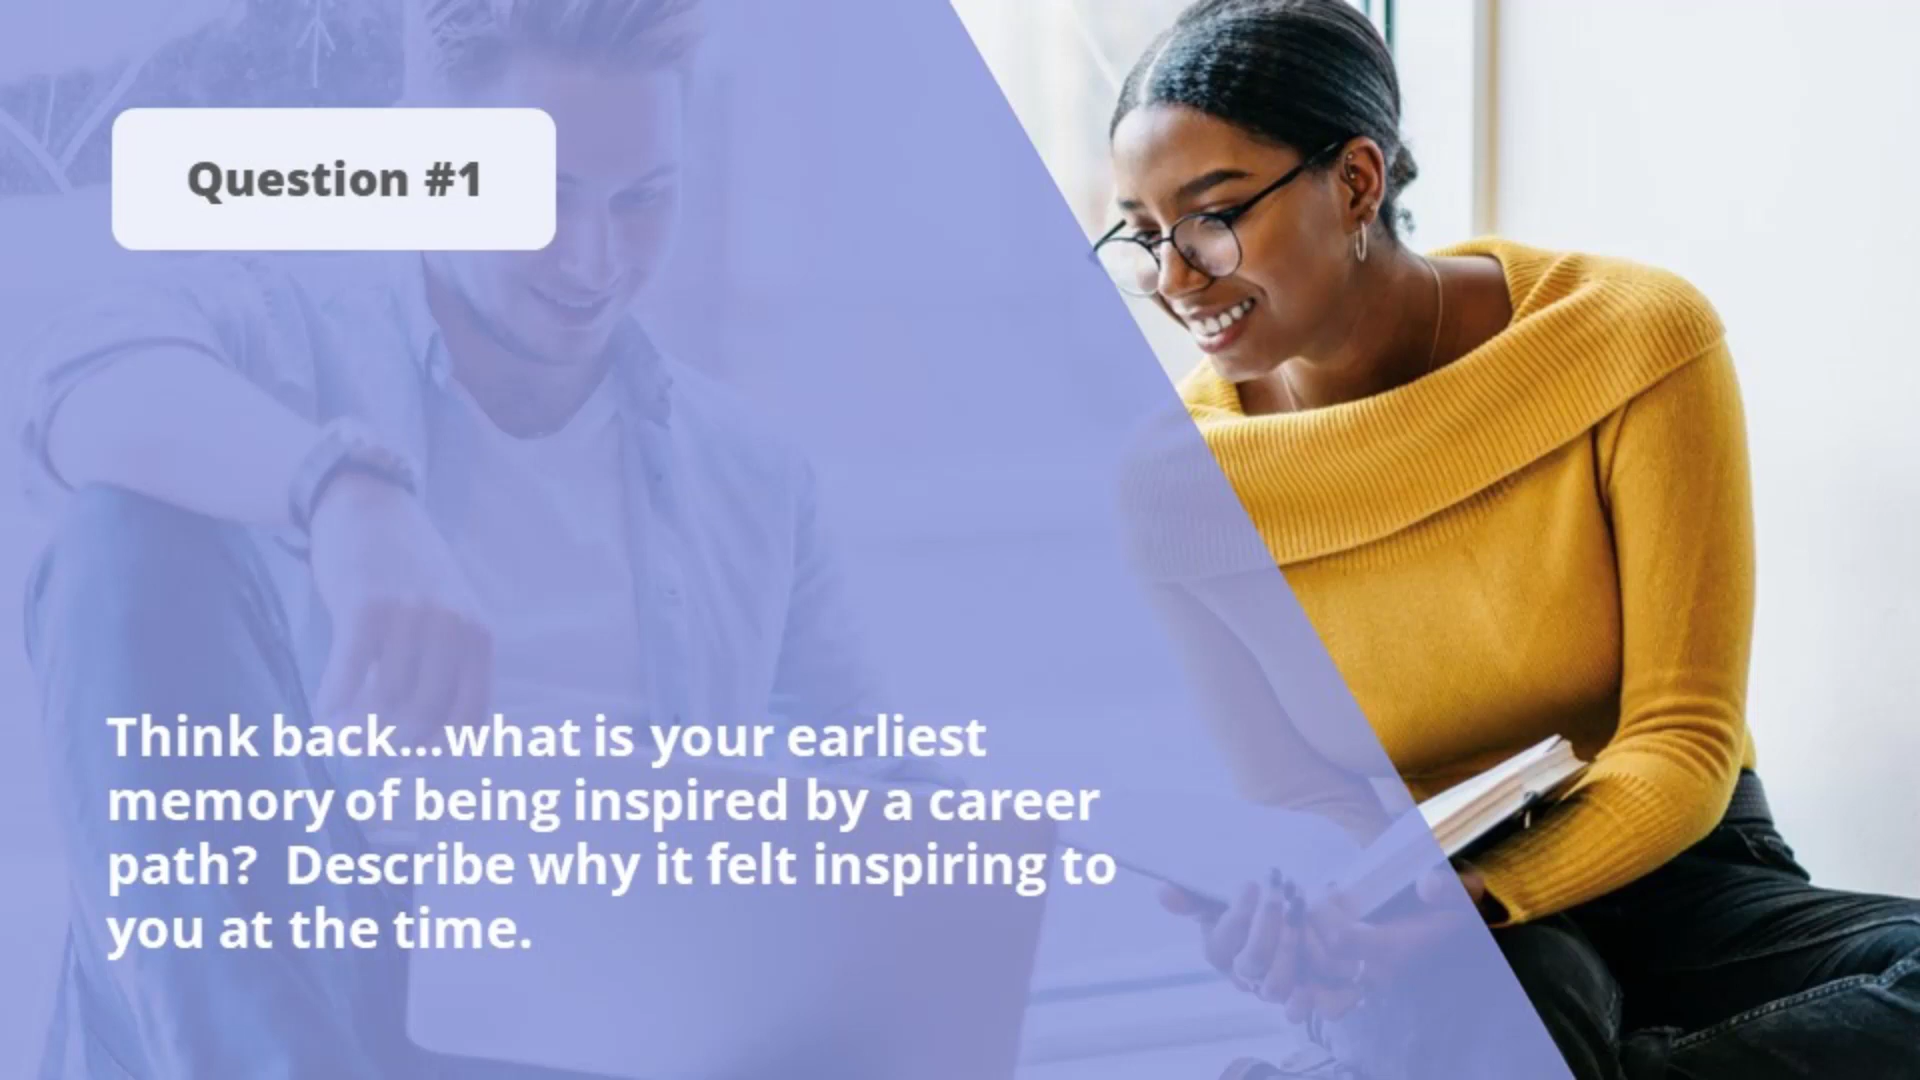 Question #1
Think back...what is your earliest
memory of being inspired by a career
path?  Describe why it felt inspiring to
you at the time.